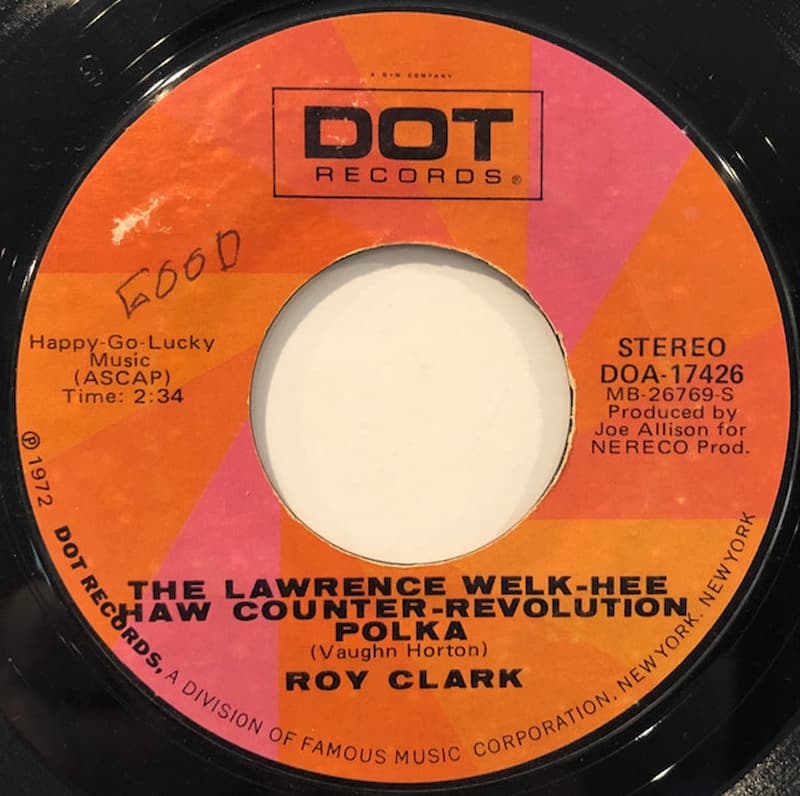 A G+W COMPANY
DOT
RECORDS®
GOOD
Happy-Go-Lucky
Music
(ASCAP)
Time: 2:34
STEREO
DOA-17426
MB-26769-S
Produced by
Joe Allison for
NERECO Prod.
THE LAWRENCE WELK-HEE
HAW COUNTER-REVOLUTION
POLKA
(Vaughn Horton)
ROY CLARK
℗ 1972 DOT RECORDS, A DIVISION OF FAMOUS MUSIC CORPORATION, NEW YORK. NEW YORK